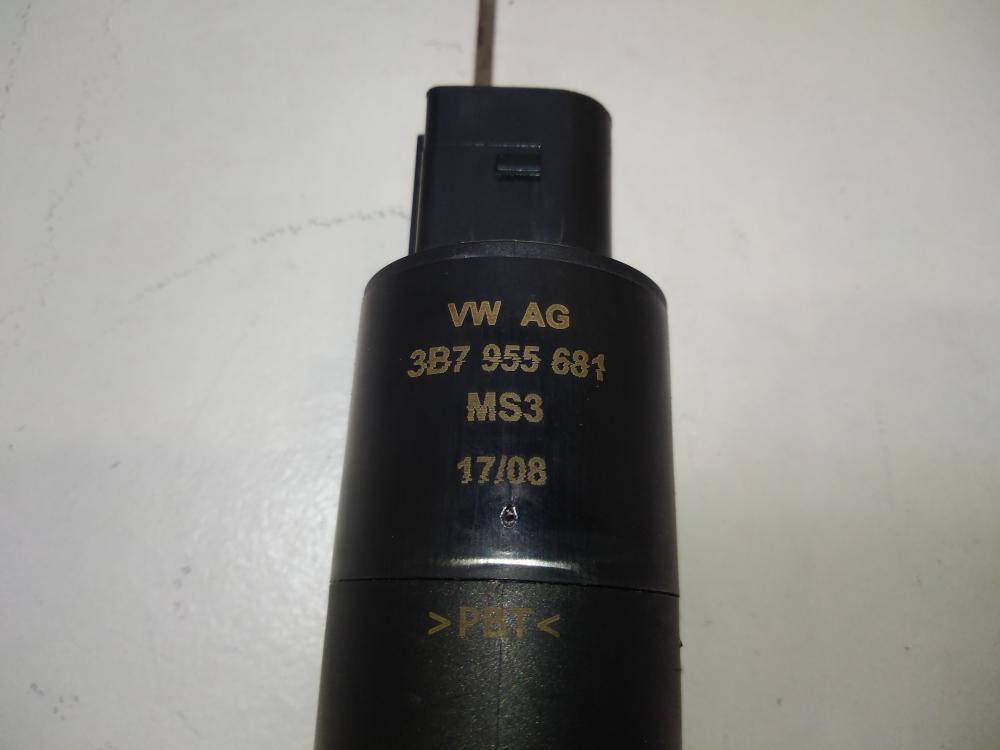 VW AG
3B7 955 681
MS3
17/08
>PBT<